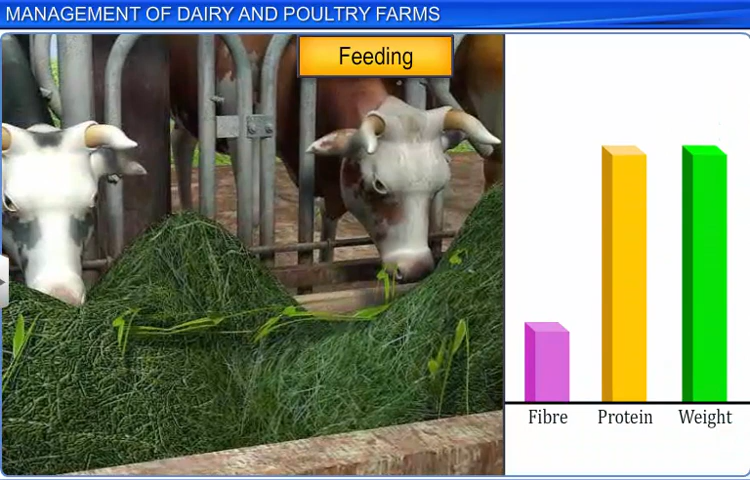 MANAGEMENT OF DAIRY AND POULTRY FARMS
Feeding
Fibre Protein Weight